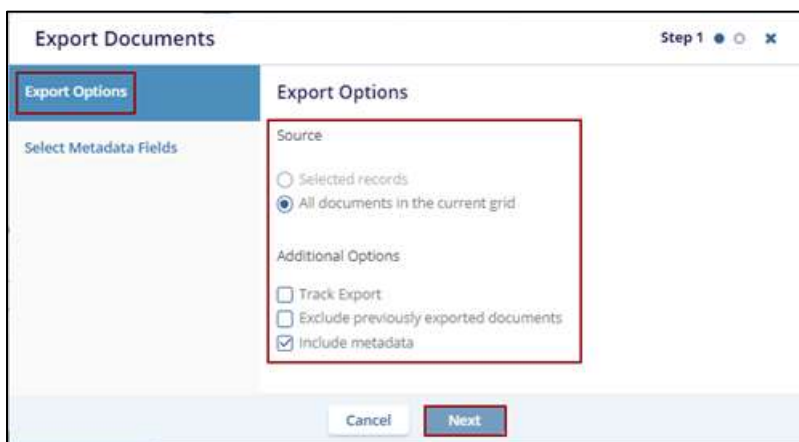 Export Documents
Step 1
Export Options
Select Metadata Fields
Export Options
Source
Selected records
All documents in the current grid
Additional Options
Track Export
Exclude previously exported documents
Include metadata
Cancel
Next